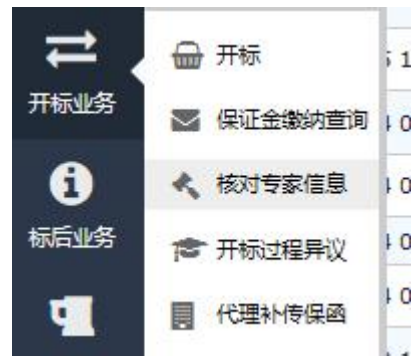 开标业务
标后业务
开标
保证金缴纳查询
核对专家信息
开标过程异议
代理补传保函